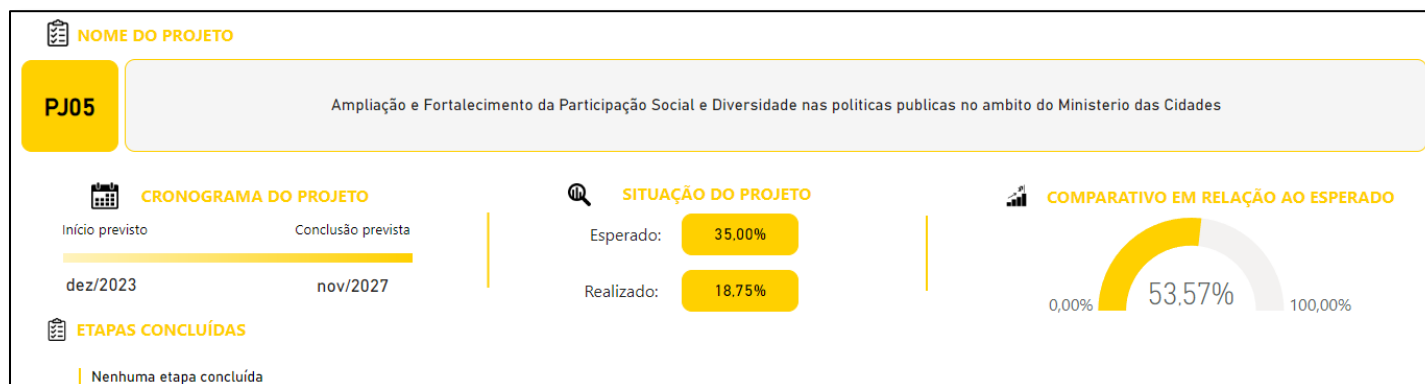 NOME DO PROJETO
PJ05
Ampliação e Fortalecimento da Participação Social e Diversidade nas politicas publicas no ambito do Ministerio das Cidades
CRONOGRAMA DO PROJETO
Início previsto
Conclusão prevista
dez/2023
nov/2027
SITUAÇÃO DO PROJETO
Esperado:
35,00%
Realizado:
18,75%
COMPARATIVO EM RELAÇÃO AO ESPERADO
0,00%
53,57%
100,00%
ETAPAS CONCLUÍDAS
Nenhuma etapa concluída